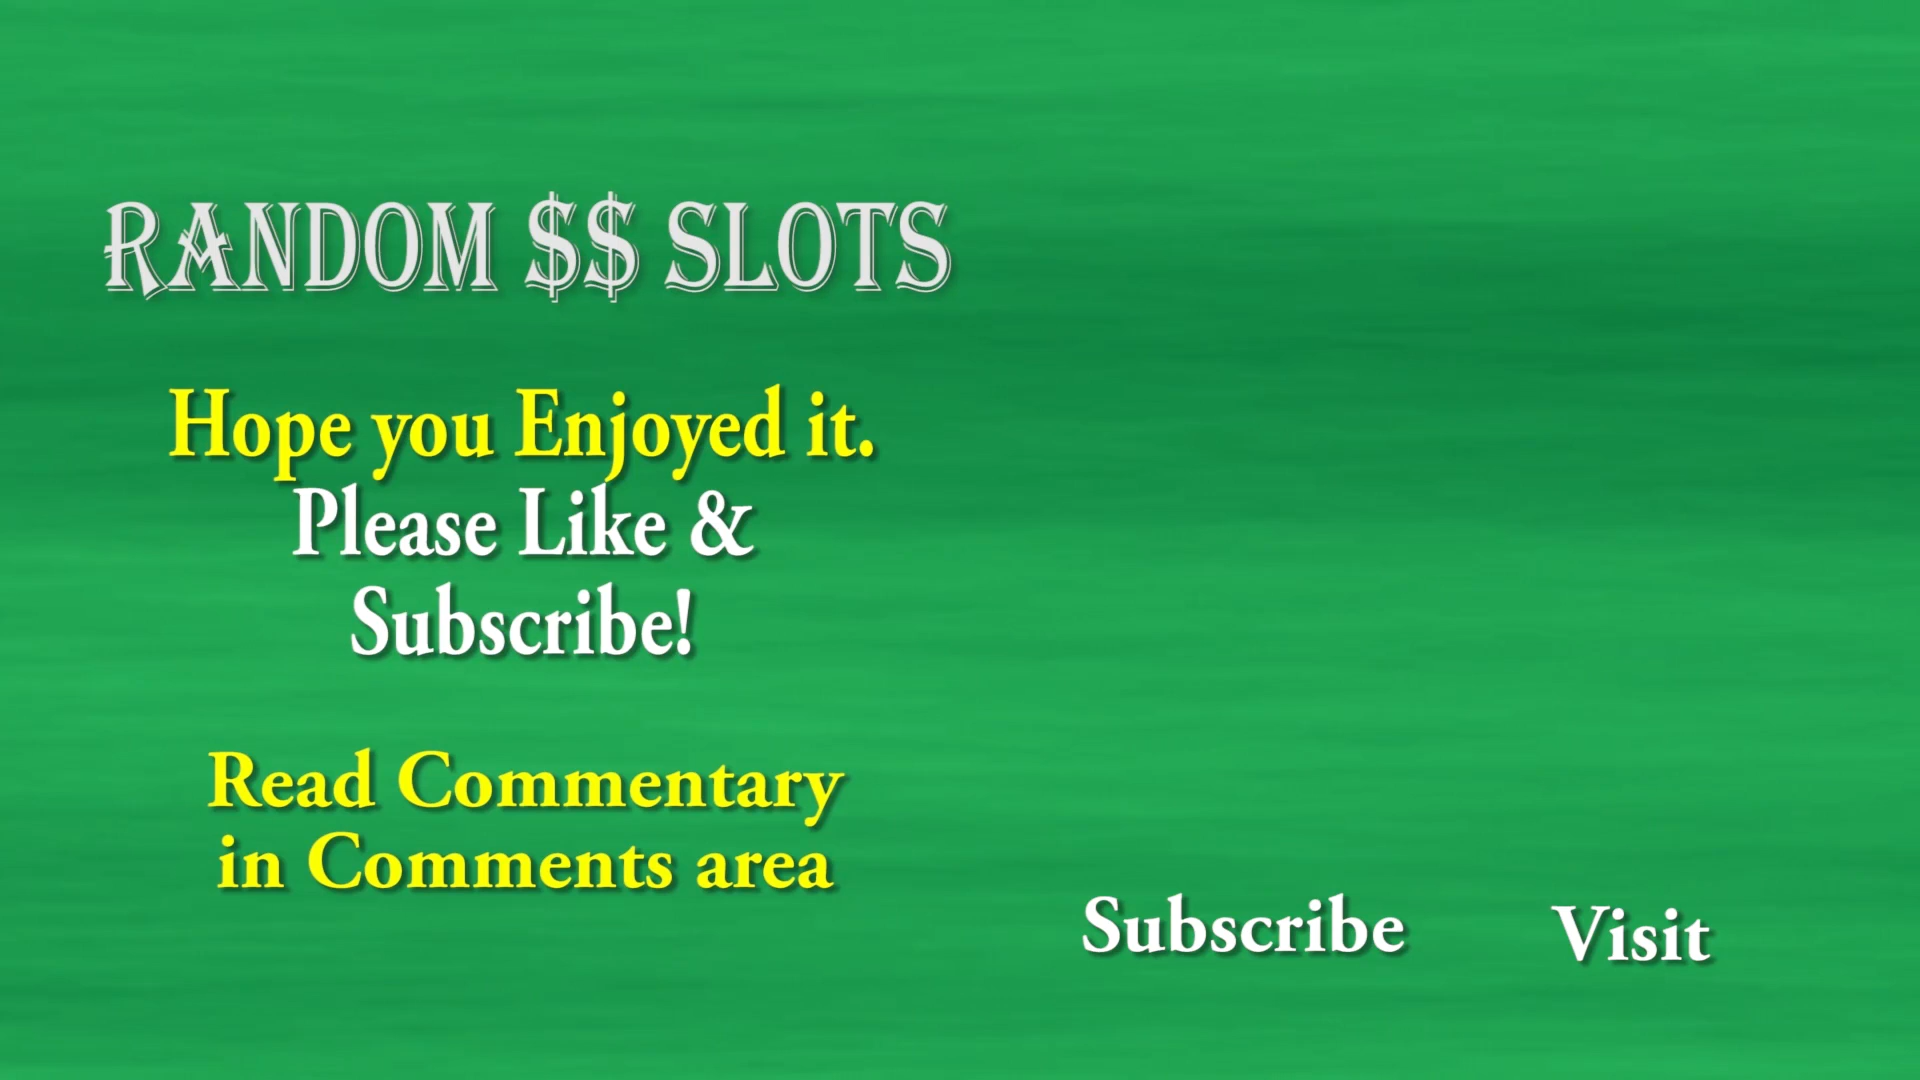 RANDOM $$ SLOTS
Hope you Enjoyed it.
Please Like &
Subscribe!
Read Commentary
in Comments area
Subscribe
Visit